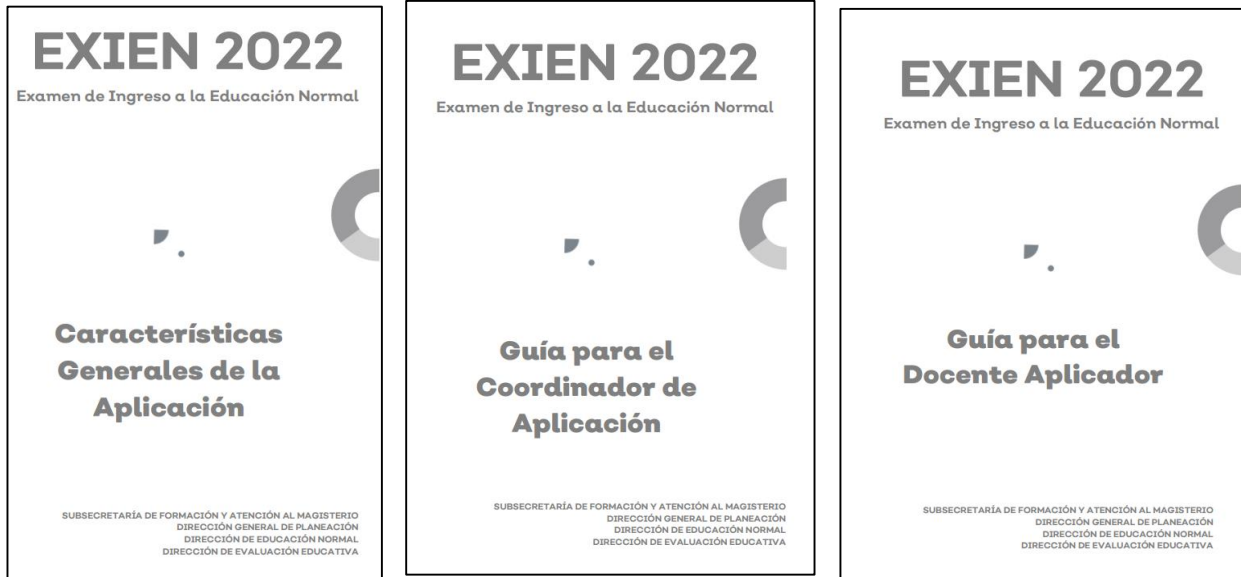 EXIEN 2022
Examen de Ingreso a la Educación Normal
Características
Generales de la
Aplicación
SUBSECRETARÍA DE FORMACIÓN Y ATENCIÓN AL MAGISTERIO
DIRECCIÓN GENERAL DE PLANEACIÓN
DIRECCIÓN DE EDUCACIÓN NORMAL
DIRECCIÓN DE EVALUACIÓN EDUCATIVA
EXIEN 2022
Examen de Ingreso a la Educación Normal
Guía para el
Coordinador de
Aplicación
SUBSECRETARÍA DE FORMACIÓN Y ATENCIÓN AL MAGISTERIO
DIRECCIÓN GENERAL DE PLANEACIÓN
DIRECCIÓN DE EDUCACIÓN NORMAL
DIRECCIÓN DE EVALUACIÓN EDUCATIVA
EXIEN 2022
Examen de Ingreso a la Educación Normal
Guía para el
Docente Aplicador
SUBSECRETARÍA DE FORMACIÓN Y ATENCIÓN AL MAGISTERIO
DIRECCIÓN GENERAL DE PLANEACIÓN
DIRECCIÓN DE EDUCACIÓN NORMAL
DIRECCIÓN DE EVALUACIÓN EDUCATIVA